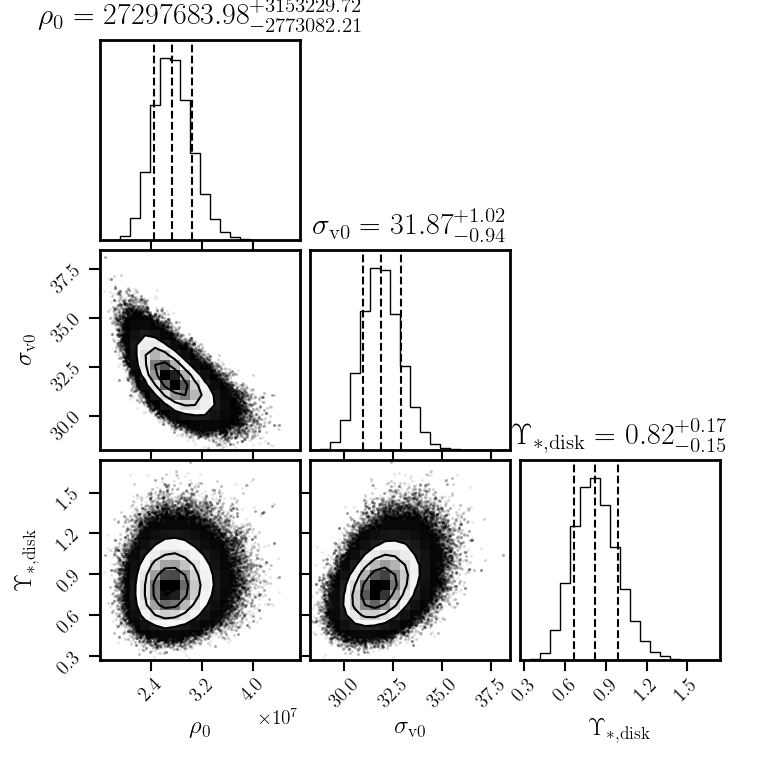 ρ₀ = 27297683.98⁺³¹⁵³²²⁹·⁷²₋₂₇₇₃₀₈₂.₂₁
σᵥ₀ = 31.87⁺¹·⁰²₋₀.₉₄
37.5
35.0
32.5
30.0
σᵥ₀
ϒ∗,disk = 0.82⁺⁰·¹⁷₋₀.₁₅
1.5
1.2
0.9
0.6
0.3
ϒ∗,disk
2.4 3.2 4.0
×10⁷
ρ₀
30.0 32.5 35.0 37.5
σᵥ₀
0.3 0.6 0.9 1.2 1.5
ϒ∗,disk